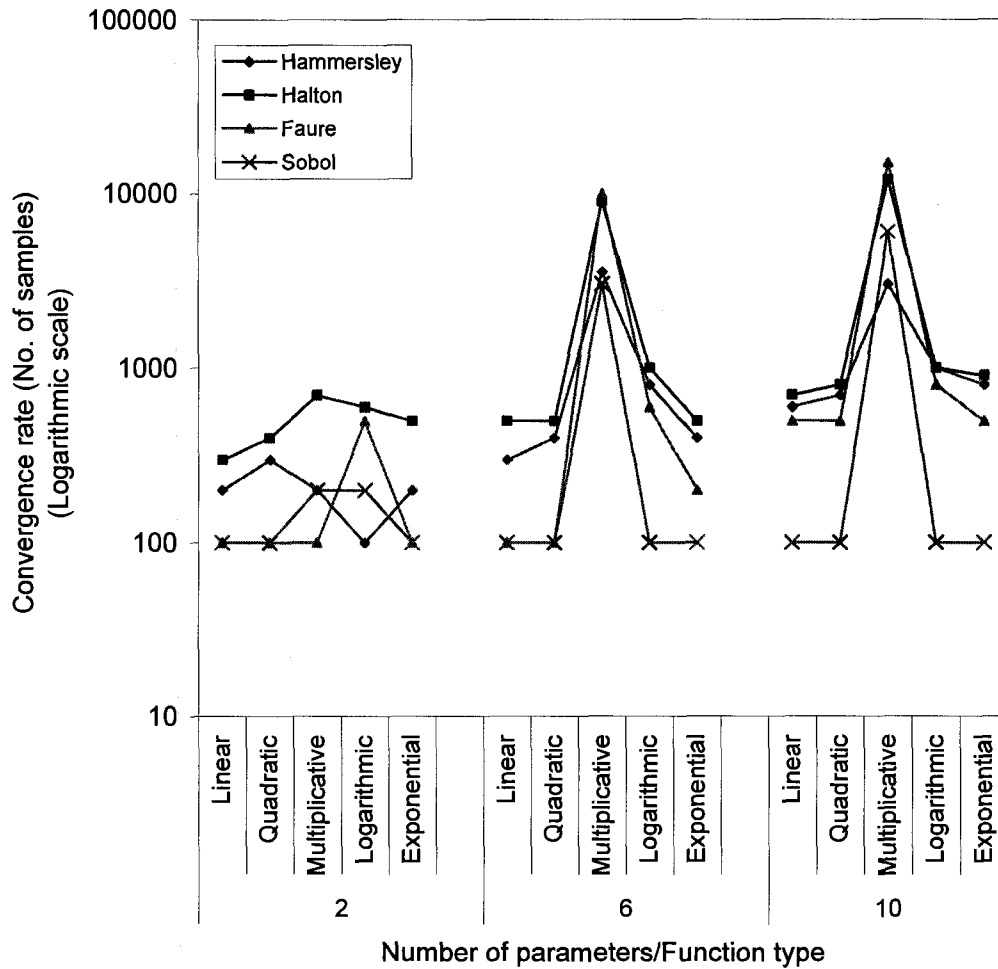 Convergence rate (No. of samples)
(Logarithmic scale)
100000
10000
1000
100
10
Hammersley
Halton
Faure
Sobol
Linear
Quadratic
Multiplicative
Logarithmic
Exponential
Linear
Quadratic
Multiplicative
Logarithmic
Exponential
Linear
Quadratic
Multiplicative
Logarithmic
Exponential
2
6
10
Number of parameters/Function type